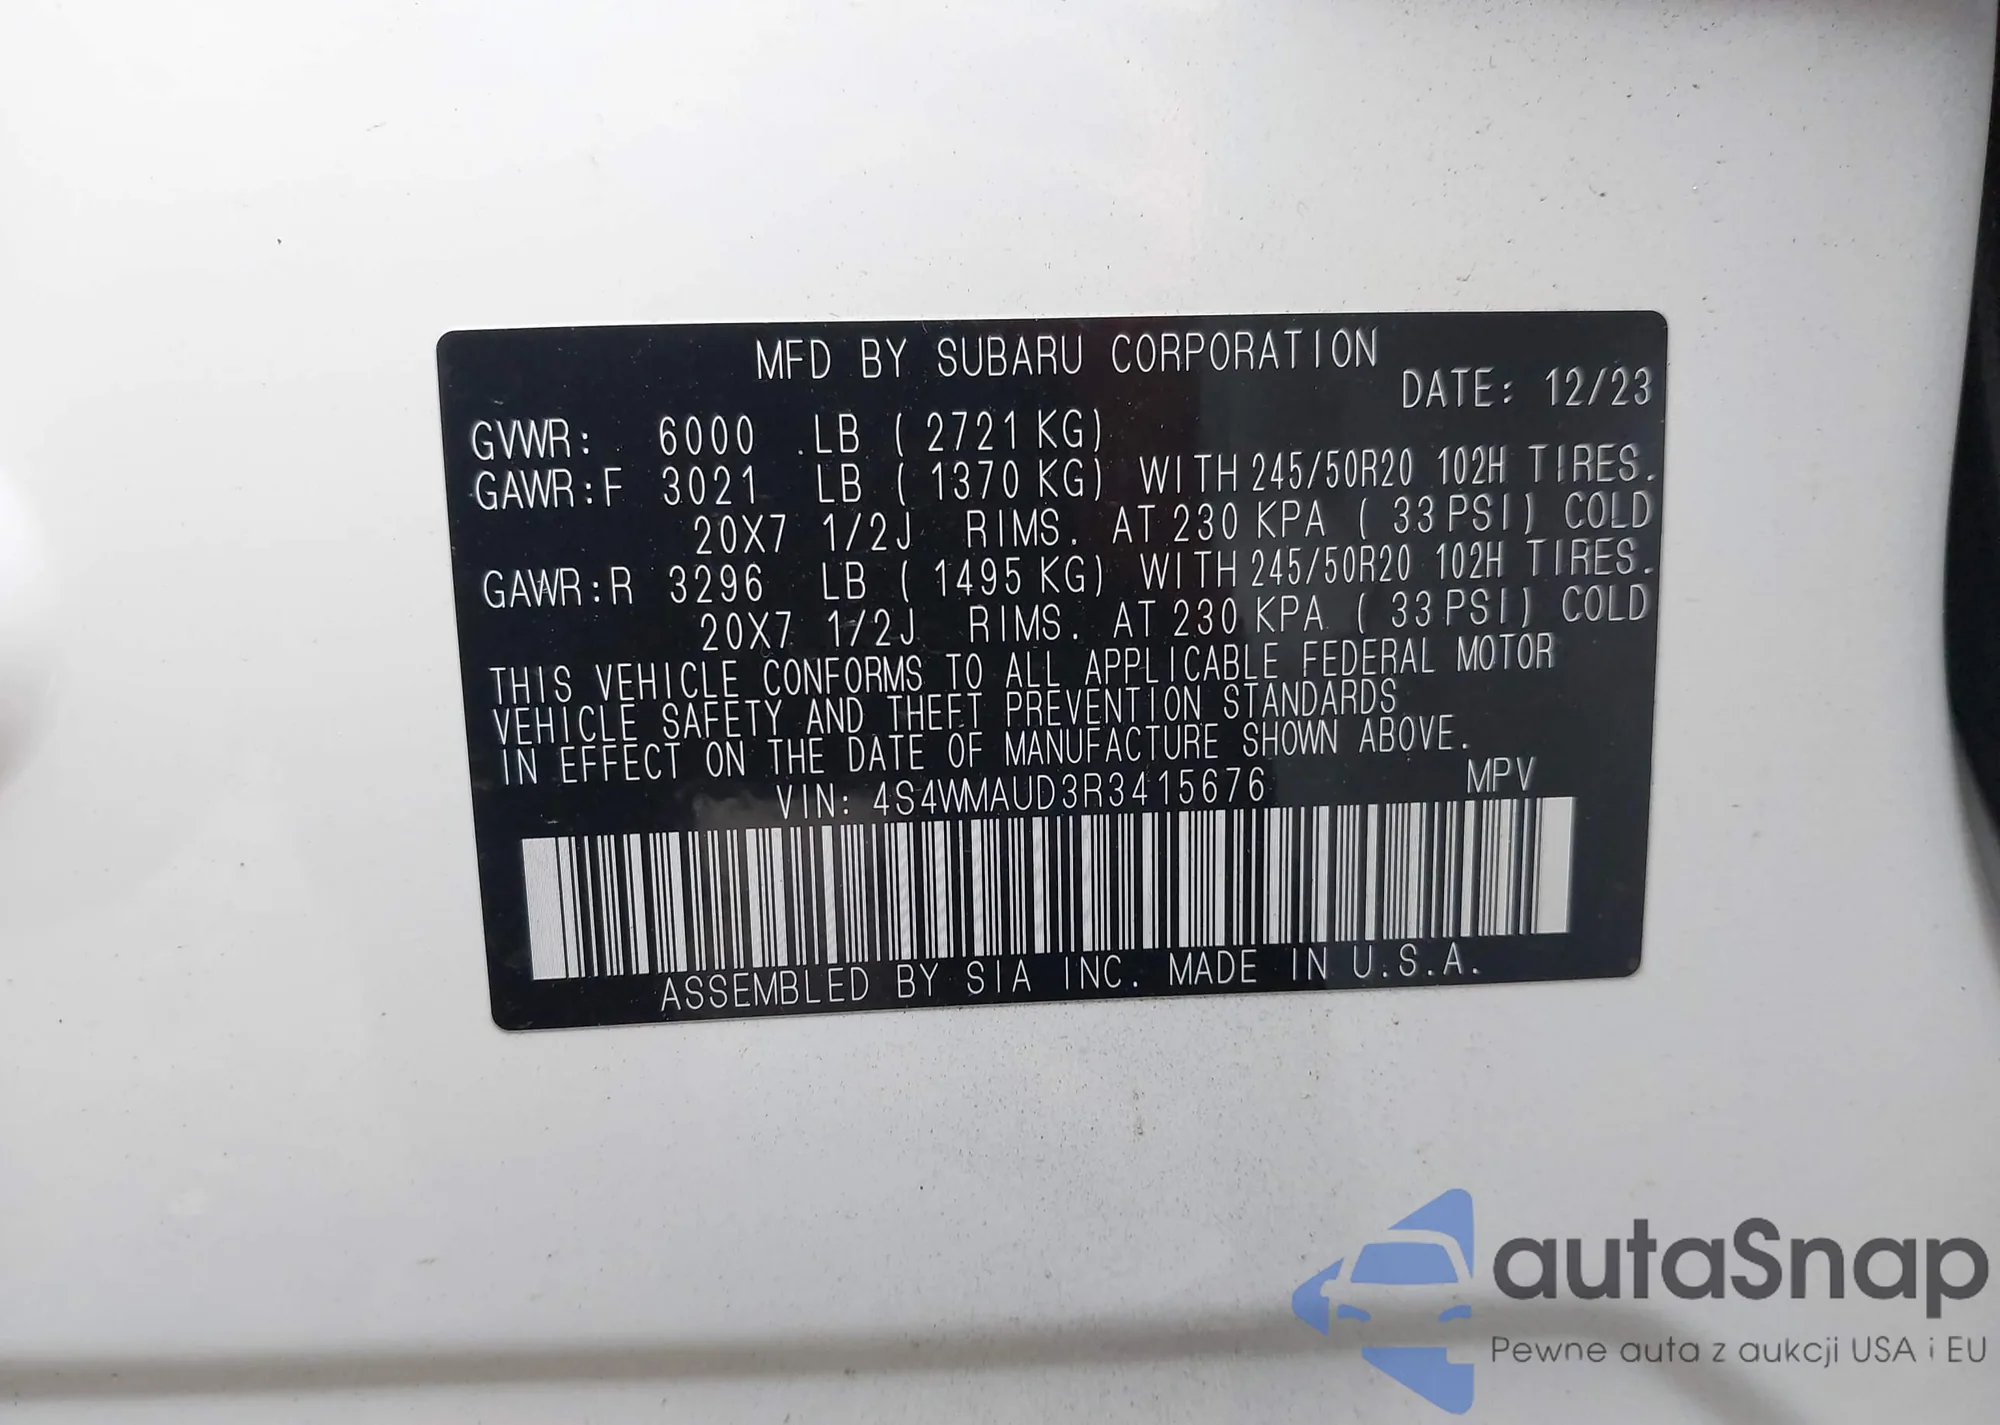 MFD BY SUBARU CORPORATION
DATE: 12/23
GVWR: 6000 LB ( 2721 KG)
GAWR:F 3021 LB ( 1370 KG) WITH 245/50R20 102H TIRES.
20X7 1/2J RIMS. AT 230 KPA ( 33 PSI) COLD
GAWR:R 3296 LB ( 1495 KG) WITH 245/50R20 102H TIRES.
20X7 1/2J RIMS. AT 230 KPA ( 33 PSI) COLD
THIS VEHICLE CONFORMS TO ALL APPLICABLE FEDERAL MOTOR
VEHICLE SAFETY AND THEFT PREVENTION STANDARDS
IN EFFECT ON THE DATE OF MANUFACTURE SHOWN ABOVE.
VIN: 4S4WMAUD3R3415676 MPV
ASSEMBLED BY SIA INC. MADE IN U.S.A.
autaSnap
Pewne auta z aukcji USA i EU